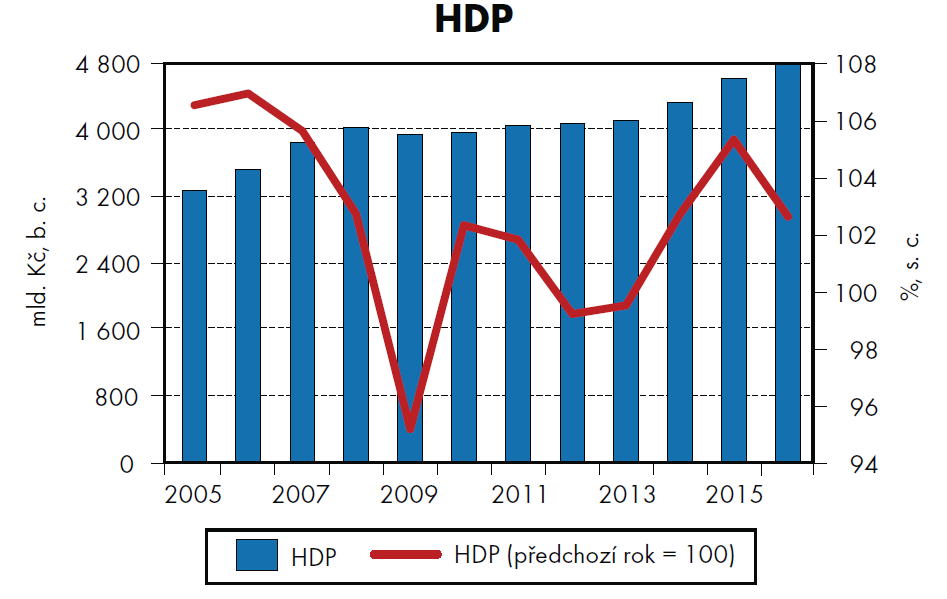 HDP
4 800
4 000
3 200
2 400
1 600
800
0
mld. Kč, b. c.
108
106
104
102
100
98
96
94
%, s. c.
2005 2007 2009 2011 2013 2015
HDP
HDP (předchozí rok = 100)